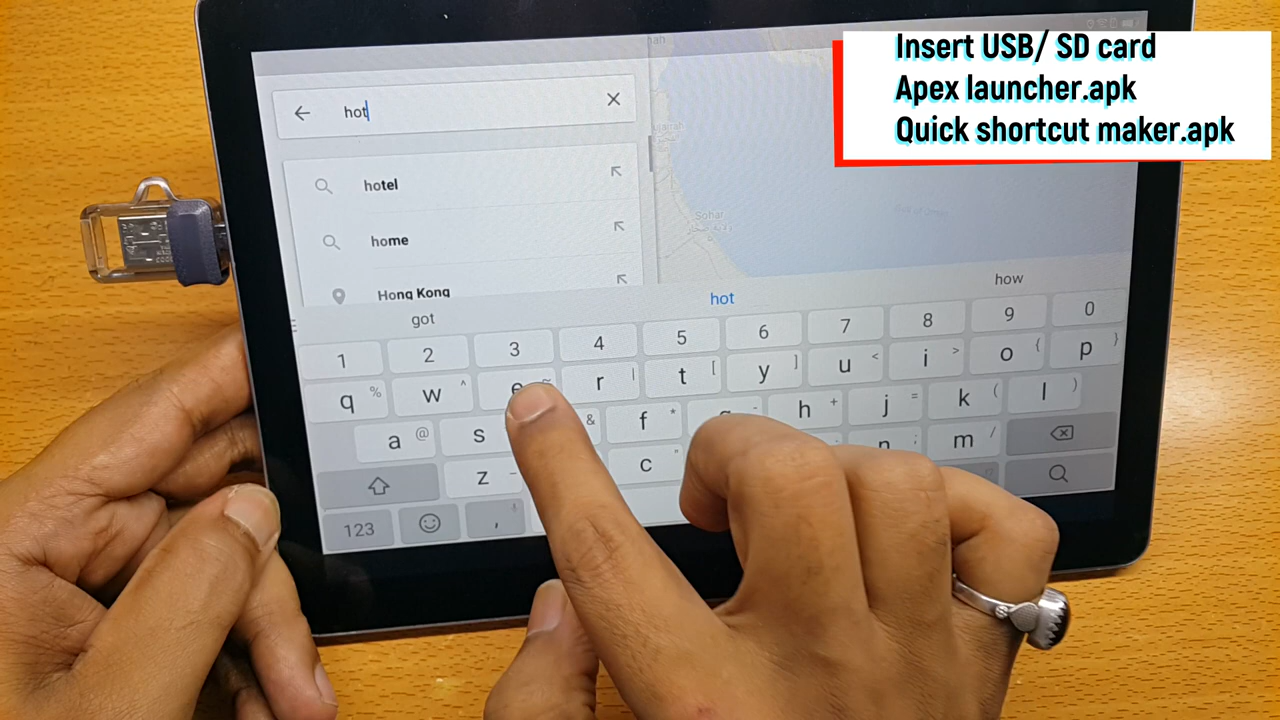 Insert USB/ SD card
Apex launcher.apk
Quick shortcut maker.apk
hot
hotel
home
Hong Kong
Sohar
got
hot
how
1 2 3 4 5 6 7 8 9 0
q % w ^ e ~ r | t [ y ] u < i > o { p }
a @ s & f * h + j = k ( l )
z c " n ; m /
123 ,